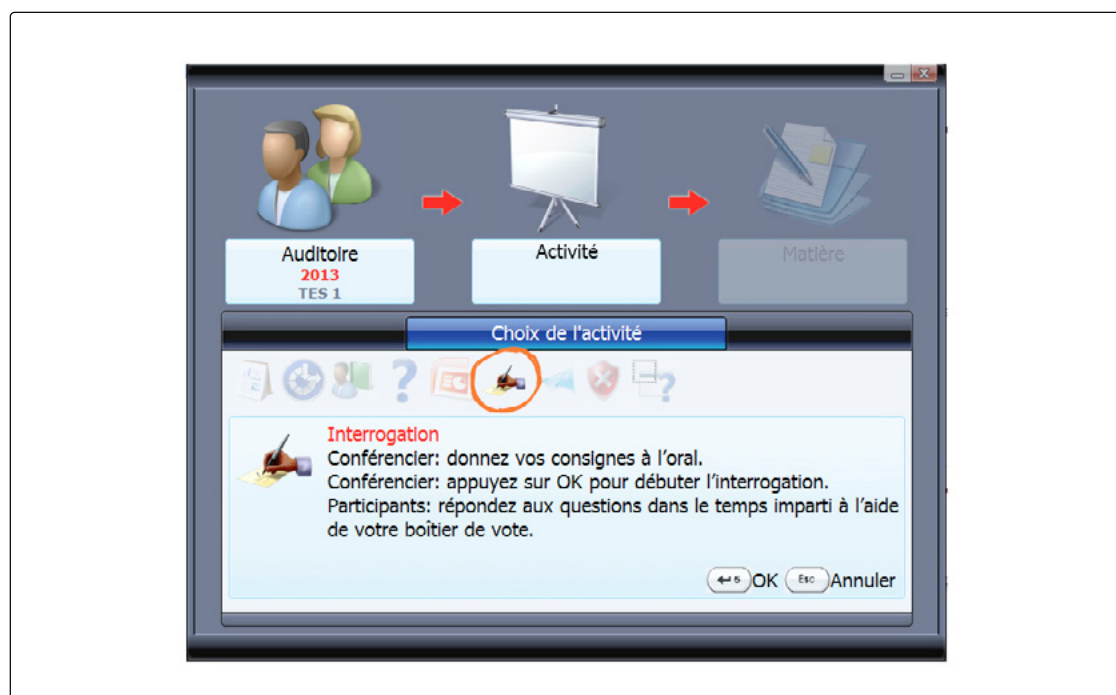 Auditoire
2013
TES 1
Activité
Matière
Choix de l'activité
Interrogation
Conférencier: donnez vos consignes à l'oral.
Conférencier: appuyez sur OK pour débuter l'interrogation.
Participants: répondez aux questions dans le temps imparti à l'aide
de votre boîtier de vote.
5 OK Esc Annuler